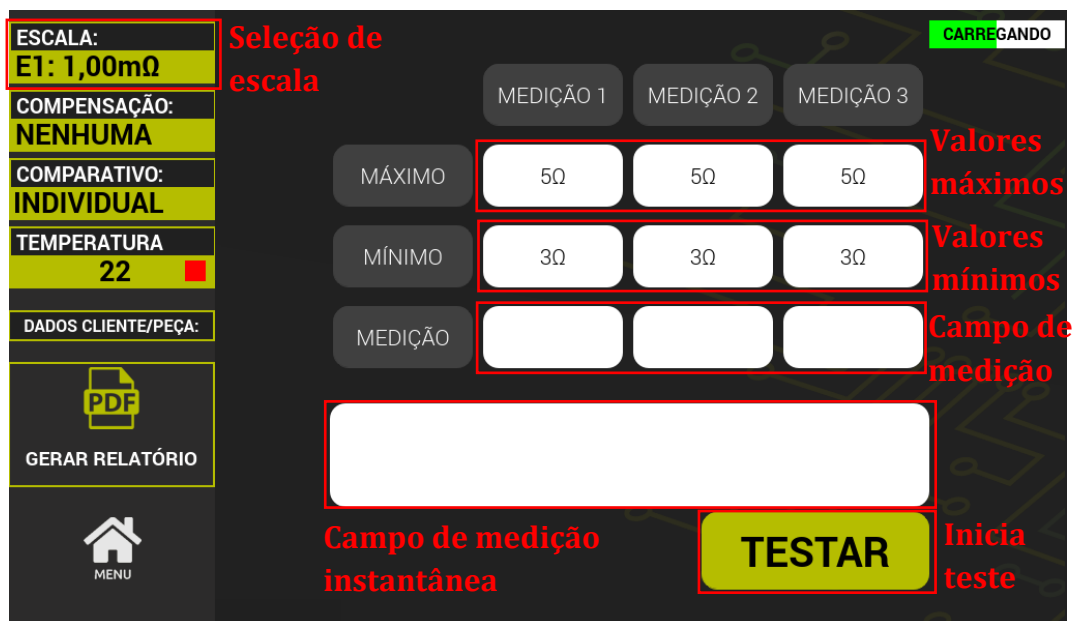 ESCALA:
E1: 1,00mΩ
COMPENSAÇÃO:
NENHUMA
COMPARATIVO:
INDIVIDUAL
TEMPERATURA
22
DADOS CLIENTE/PEÇA:
PDF
GERAR RELATÓRIO
MENU
Seleção de
escala
CARREGANDO
MEDIÇÃO 1 MEDIÇÃO 2 MEDIÇÃO 3
MÁXIMO 5Ω 5Ω 5Ω
Valores
máximos
MÍNIMO 3Ω 3Ω 3Ω
Valores
mínimos
MEDIÇÃO
Campo de
medição
Campo de medição
instantânea
TESTAR
Inicia
teste